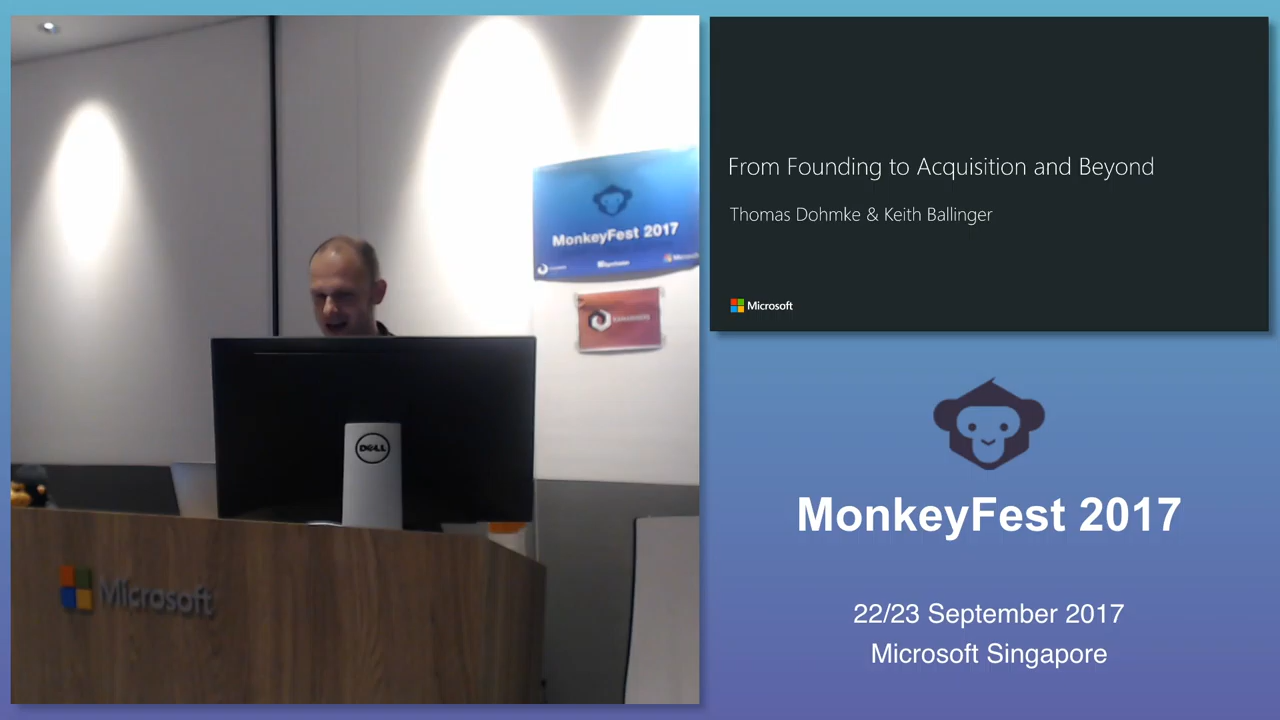 MonkeyFest 2017
Microsoft
DELL
From Founding to Acquisition and Beyond
Thomas Dohmke & Keith Ballinger
Microsoft
MonkeyFest 2017
22/23 September 2017
Microsoft Singapore